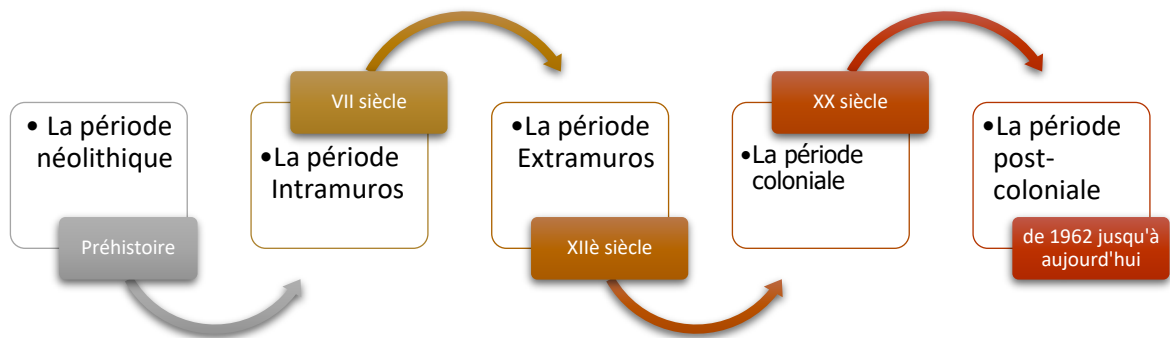 • La période
néolithique
Préhistoire
VII siècle
•La période
Intramuros
•La période
Extramuros
XIIè siècle
XX siècle
•La période
coloniale
•La période
post-
coloniale
de 1962 jusqu'à
aujourd'hui